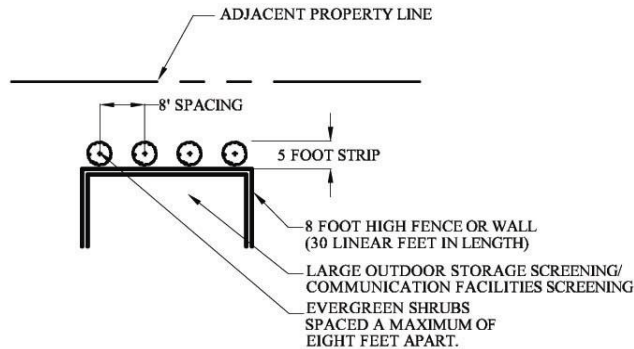 ADJACENT PROPERTY LINE
8' SPACING
5 FOOT STRIP
8 FOOT HIGH FENCE OR WALL
(30 LINEAR FEET IN LENGTH)
LARGE OUTDOOR STORAGE SCREENING/
COMMUNICATION FACILITIES SCREENING
EVERGREEN SHRUBS
SPACED A MAXIMUM OF
EIGHT FEET APART.